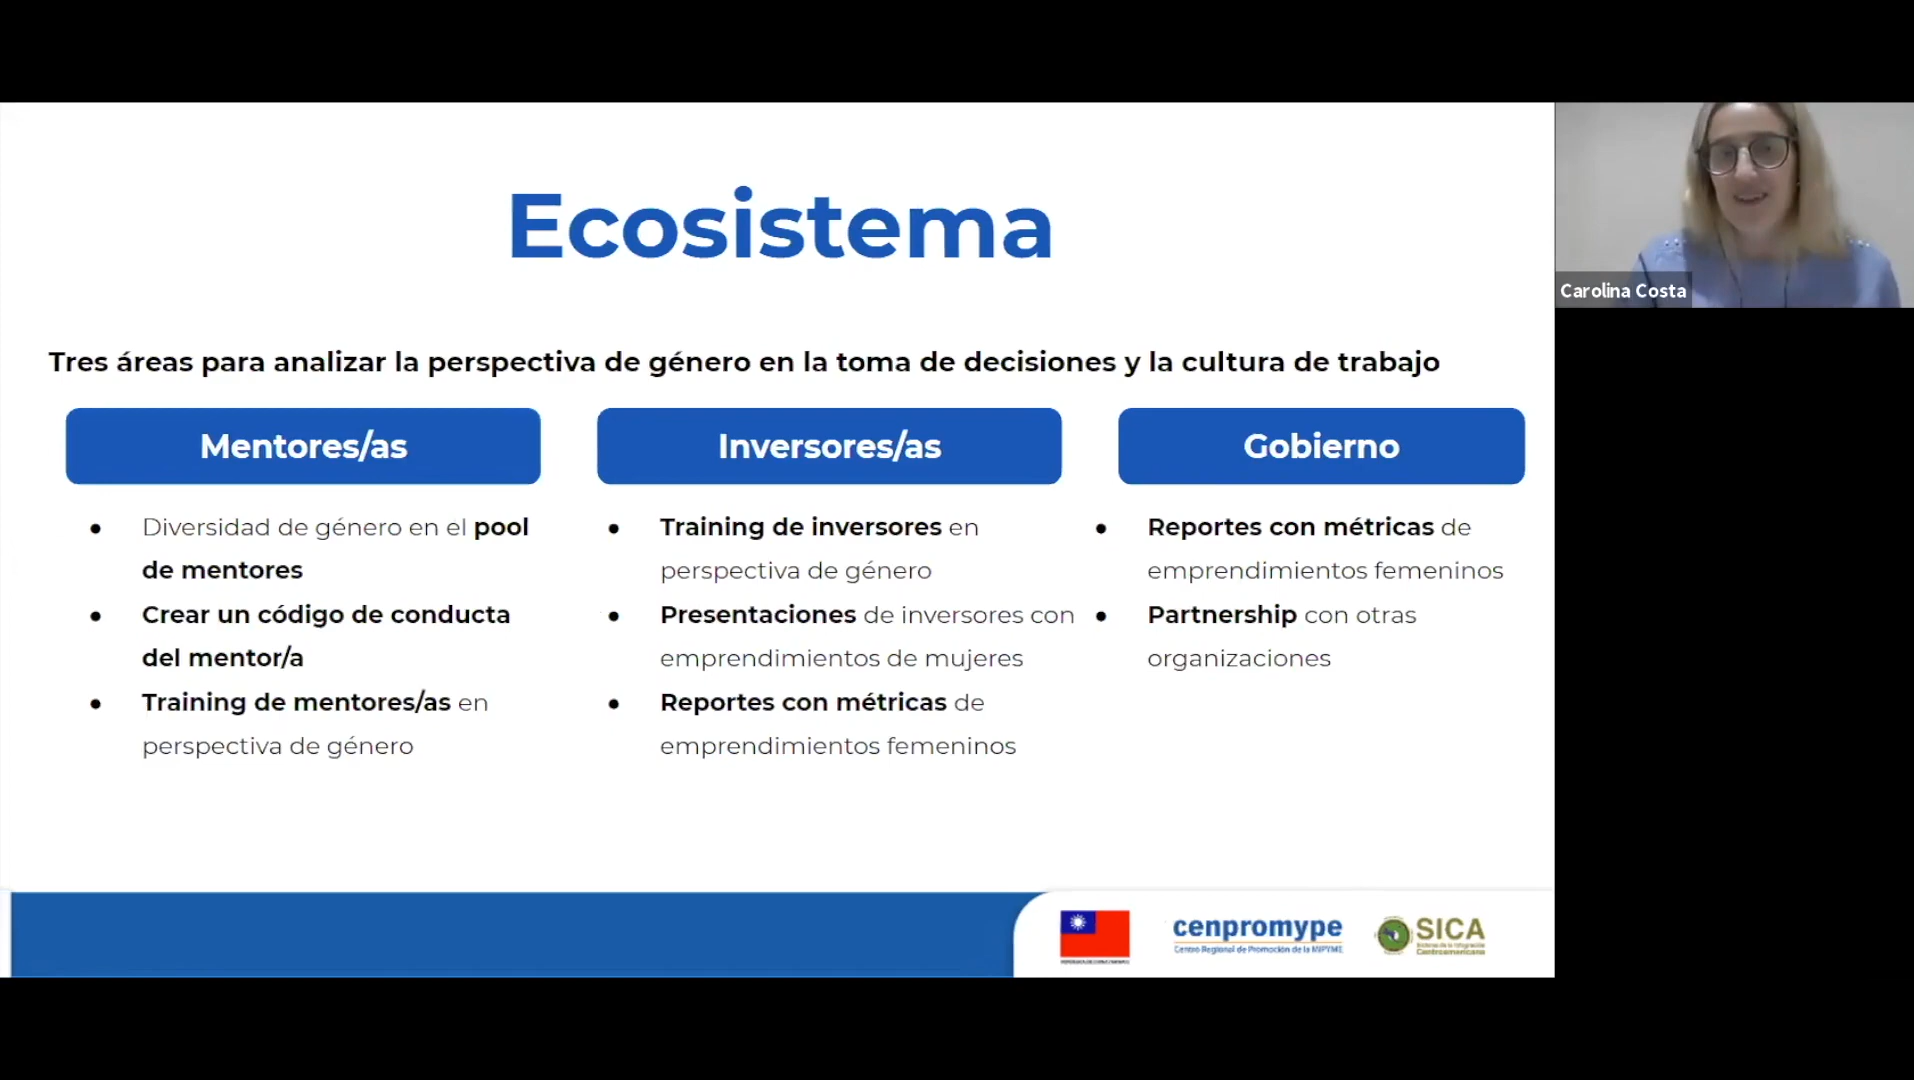 Ecosistema
Carolina Costa
Tres áreas para analizar la perspectiva de género en la toma de decisiones y la cultura de trabajo
Mentores/as
● Diversidad de género en el pool
de mentores
● Crear un código de conducta
del mentor/a
● Training de mentores/as en
perspectiva de género
Inversores/as
● Training de inversores en
perspectiva de género
● Presentaciones de inversores con
emprendimientos de mujeres
● Reportes con métricas de
emprendimientos femeninos
Gobierno
● Reportes con métricas de
emprendimientos femeninos
● Partnership con otras
organizaciones
cenpromype
Centro Regional de Promoción de la MIPYME
SICA
Sistema de la Integración
Centroamericana